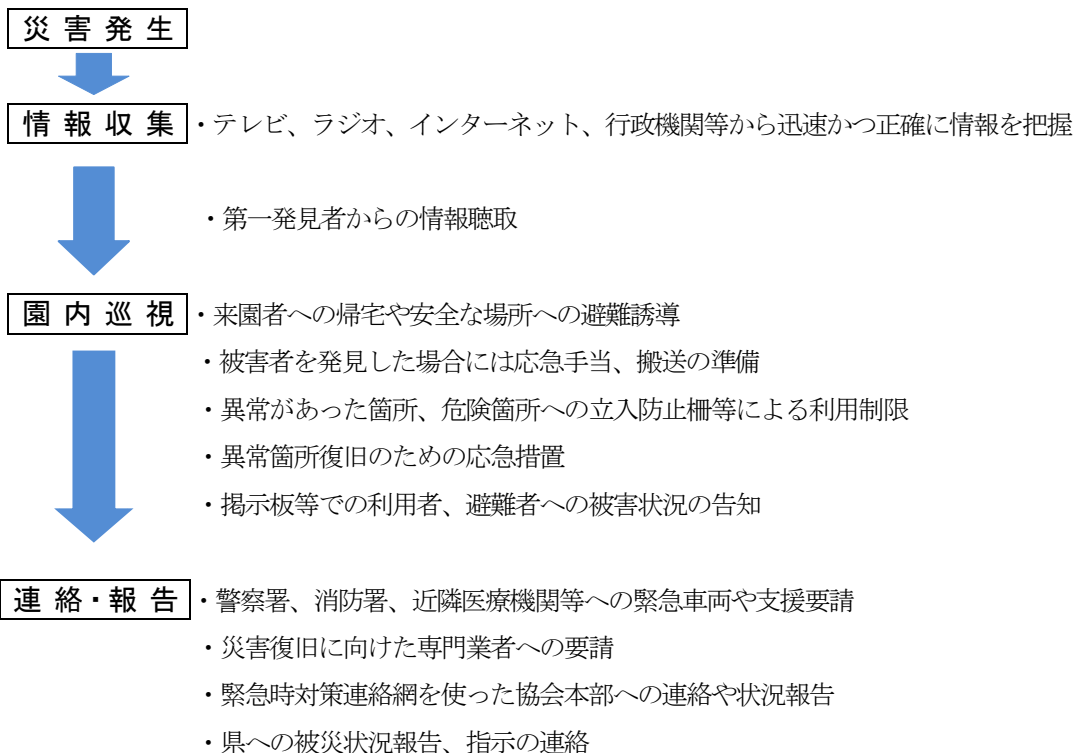 災害発生
情報収集・テレビ、ラジオ、インターネット、行政機関等から迅速かつ正確に情報を把握
・第一発見者からの情報聴取
園内巡視・来園者への帰宅や安全な場所への避難誘導
・被害者を発見した場合には応急手当、搬送の準備
・異常があった箇所、危険箇所への立入防止柵等による利用制限
・異常箇所復旧のための応急措置
・掲示板等での利用者、避難者への被害状況の告知
連絡・報告・警察署、消防署、近隣医療機関等への緊急車両や支援要請
・災害復旧に向けた専門業者への要請
・緊急時対策連絡網を使った協会本部への連絡や状況報告
・県への被災状況報告、指示の連絡